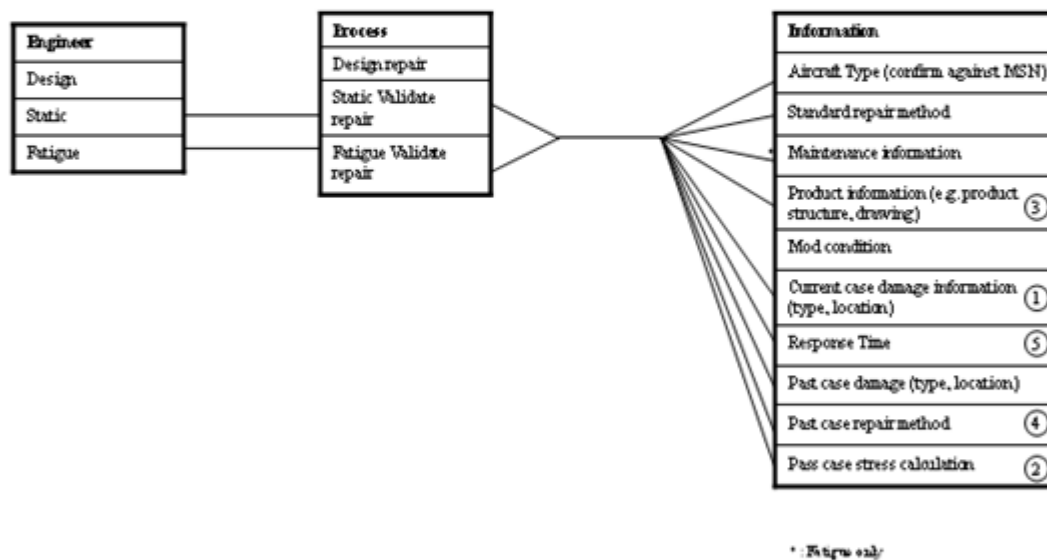 Engineer
Design
Static
Fatigue
Process
Design repair
Static Validate
repair
Fatigue Validate
repair
Information
Aircraft Type (confirm against MSN)
Standard repair method
* Maintenance information
Product information (e.g. product
structure, drawing) 3
Mod condition
Current case damage information
(type, location) 1
Response Time 5
Past case damage (type, location)
Past case repair method 4
Pass case stress calculation 2
* : Fatigue only